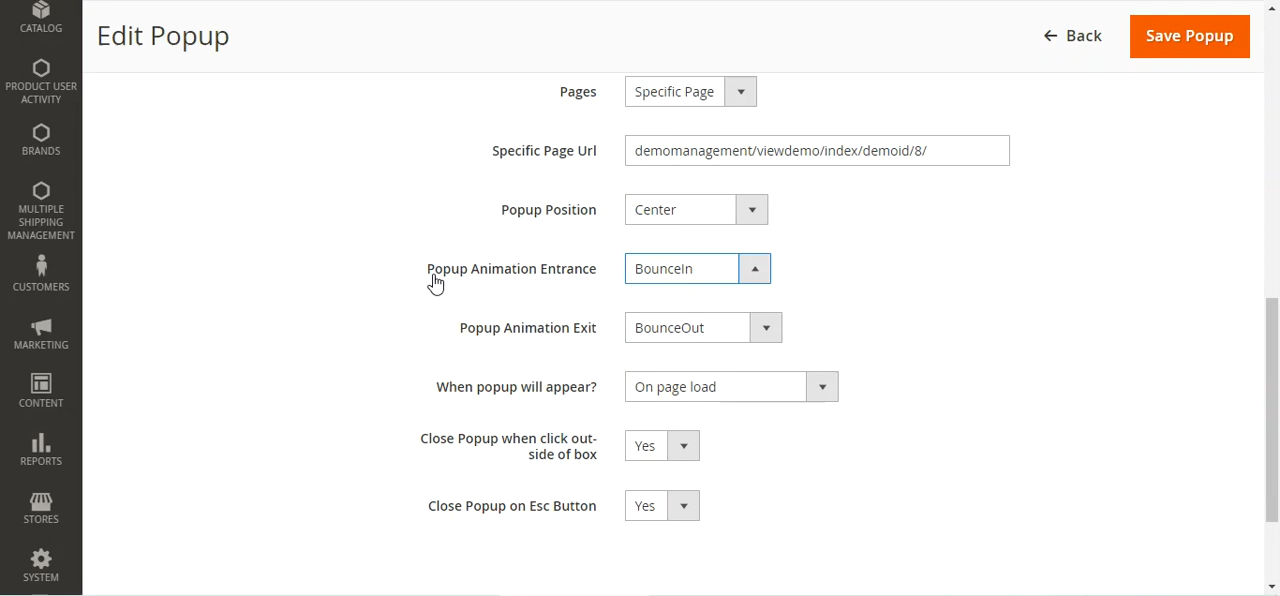 CATALOG
PRODUCT USER
ACTIVITY
BRANDS
MULTIPLE
SHIPPING
MANAGEMENT
CUSTOMERS
MARKETING
CONTENT
REPORTS
STORES
SYSTEM
Edit Popup
Back
Save Popup
Pages
Specific Page
Specific Page Url
demomanagement/viewdemo/index/demoid/8/
Popup Position
Center
Popup Animation Entrance
BounceIn
Popup Animation Exit
BounceOut
When popup will appear?
On page load
Close Popup when click out-
side of box
Yes
Close Popup on Esc Button
Yes